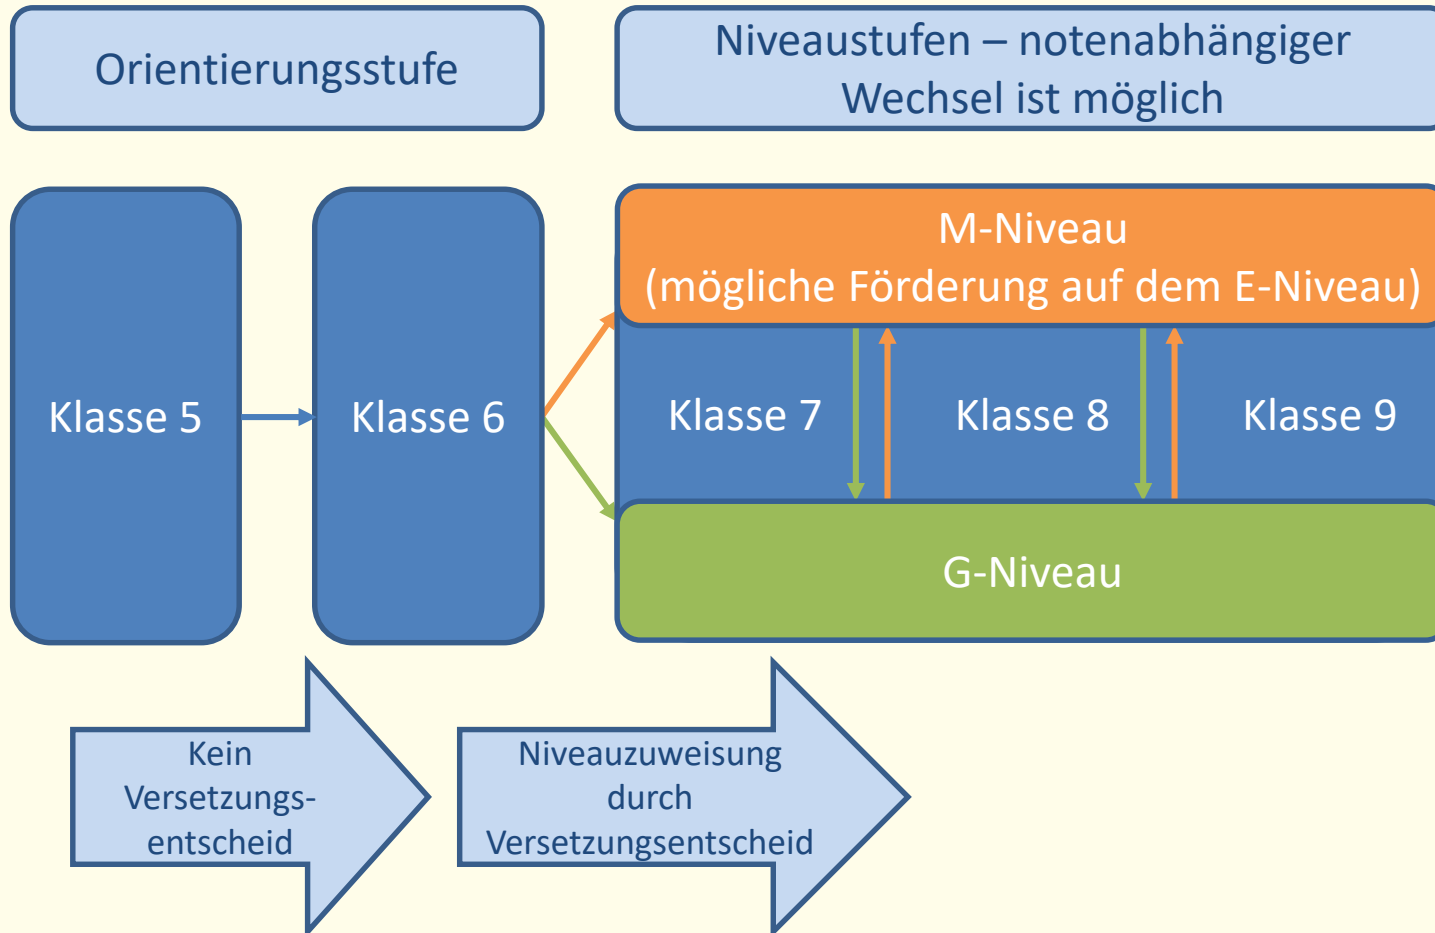 Orientierungsstufe
Niveaustufen – notenabhängiger
Wechsel ist möglich
Klasse 5
Klasse 6
M-Niveau
(mögliche Förderung auf dem E-Niveau)
Klasse 7
Klasse 8
Klasse 9
G-Niveau
Kein
Versetzungs-
entscheid
Niveauzuweisung
durch
Versetzungsentscheid